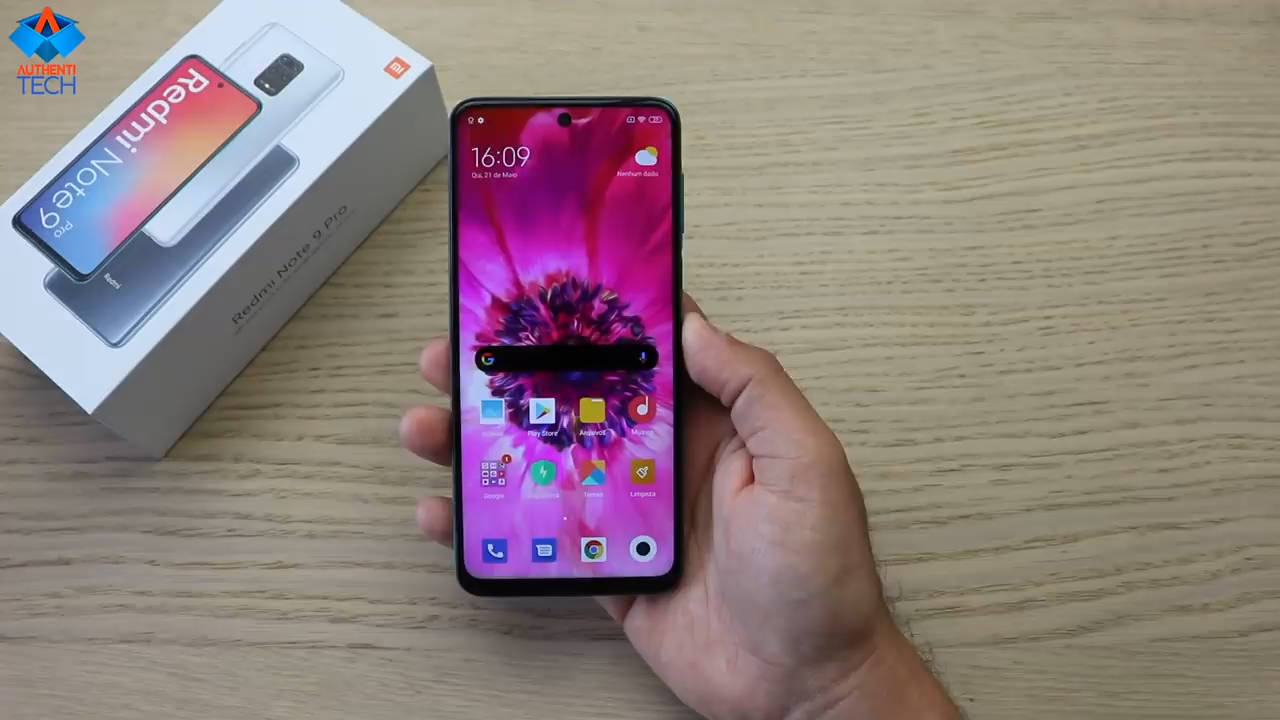 AUTHENTI
TECH
Redmi Note 9
Pro
Redmi
Redmi Note 9 Pro
16:09
Qui, 21 de Maio
Nenhum dado
Play Store
Arquivos
Música
Google
Temas
Limpeza